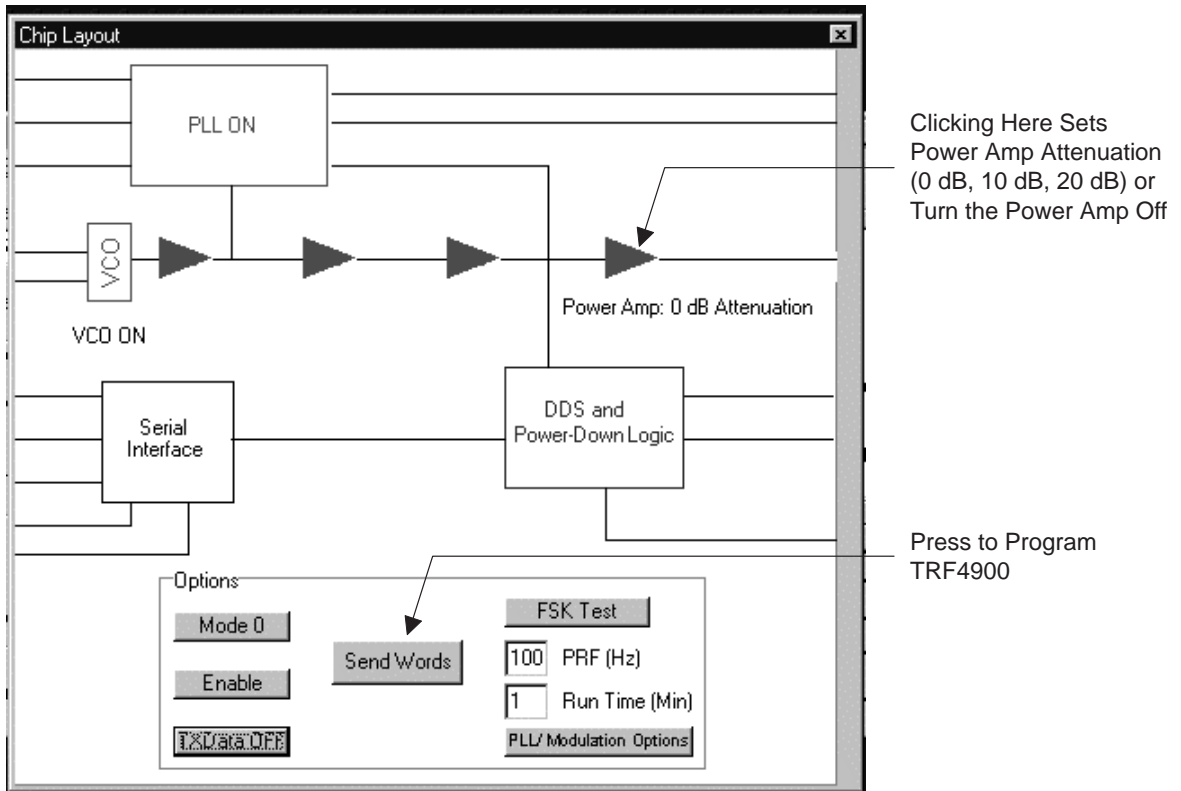 Chip Layout
PLL ON
Clicking Here Sets
Power Amp Attenuation
(0 dB, 10 dB, 20 dB) or
Turn the Power Amp Off
VCO
Power Amp: 0 dB Attenuation
VCO ON
Serial
Interface
DDS and
Power-Down Logic
Press to Program
TRF4900
Options
Mode 0
FSK Test
Send Words
100 PRF (Hz)
Enable
1 Run Time (Min)
TXData OFF
PLL/ Modulation Options